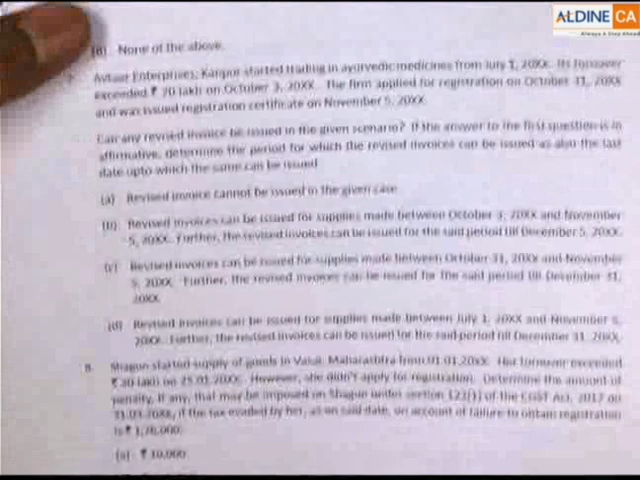 ALDINE CA
Always A Step Ahead
(B) None of the above.
7. Avtaar Enterprises, Kanpur started trading in ayurvedic medicines from July 1, 20XX. Its turnover
exceeded ₹ 20 lakh on October 3, 20XX. The firm applied for registration on October 31, 20XX
and was issued registration certificate on November 5, 20XX.
Can any revised invoice be issued in the given scenario? If the answer to the first question is in
affirmative, determine the period for which the revised invoices can be issued as also the last
date upto which the same can be issued
(a) Revised invoice cannot be issued in the given case
(b) Revised invoices can be issued for supplies made between October 3, 20XX and November
5, 20XX. Further, the revised invoices can be issued for the said period till December 5, 20XX.
(c) Revised invoices can be issued for supplies made between October 31, 20XX and November
5, 20XX. Further, the revised invoices can be issued for the said period till December 31,
20XX.
(d) Revised invoices can be issued for supplies made between July 1, 20XX and November 5,
20XX. Further, the revised invoices can be issued for the said period till December 31, 20XX.
8. Shagun started supply of goods in Vasai, Maharashtra from 01.01.20XX. Her turnover exceeded
₹ 20 lakh on 25.01.20XX. However, she didn't apply for registration. Determine the amount of
penalty, if any, that may be imposed on Shagun under section 122(1) of the CGST Act, 2017 on
31.03.20XX, if the tax evaded by her, as on said date, on account of failure to obtain registration
is ₹ 1,26,000:
(a) ₹ 10,000